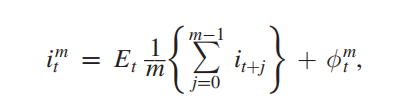 i_t^m = E_t \frac{1}{m} \left\{ \sum_{j=0}^{m-1} i_{t+j} \right\} + \phi_t^m,